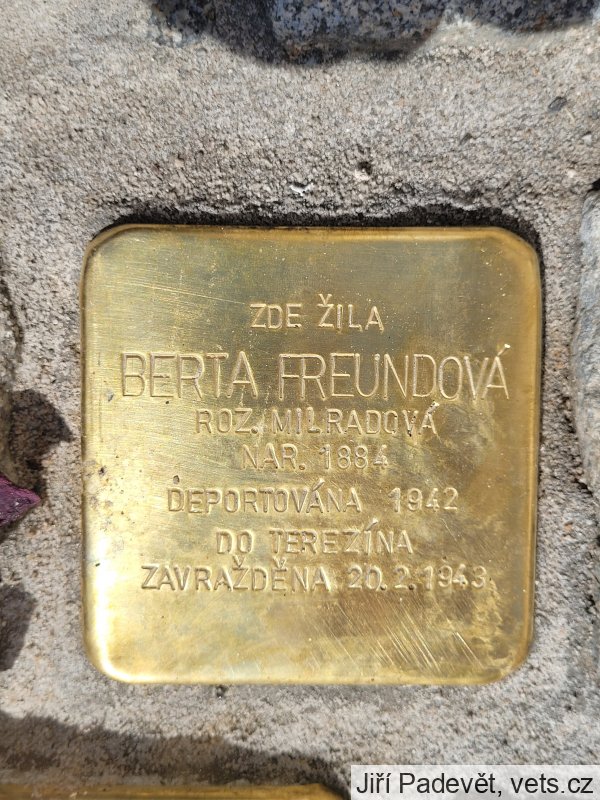 ZDE ŽILA
BERTA FREUNDOVÁ
ROZ. MILRADOVÁ
NAR. 1884
DEPORTOVÁNA 1942
DO TEREZÍNA
ZAVRAŽDĚNA 20.2.1943
Jiří Padevět, vets.cz